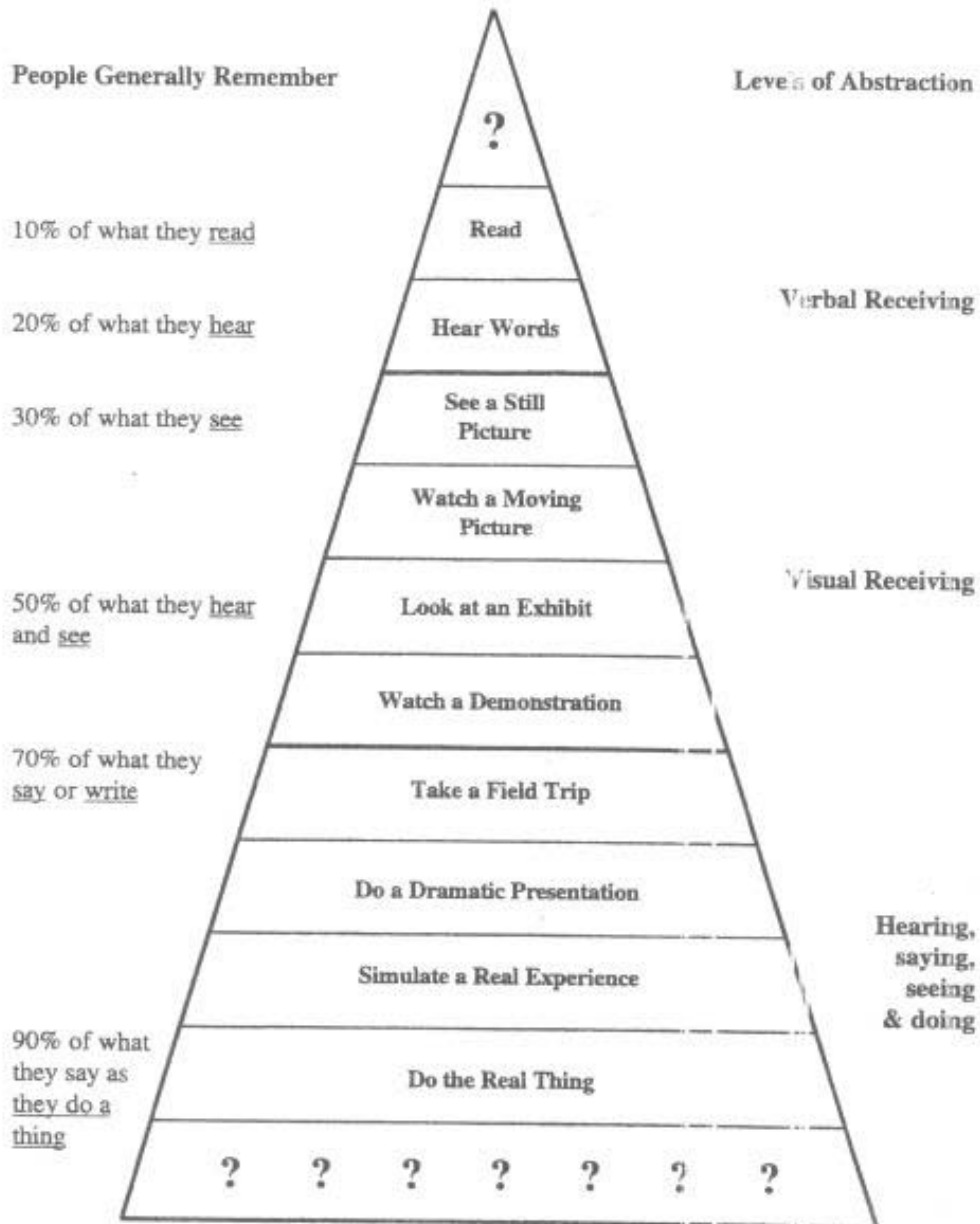 People Generally Remember
Levels of Abstraction
?
10% of what they read
Read
20% of what they hear
Hear Words
Verbal Receiving
30% of what they see
See a Still
Picture
Watch a Moving
Picture
50% of what they hear
and see
Look at an Exhibit
Visual Receiving
Watch a Demonstration
70% of what they
say or write
Take a Field Trip
Do a Dramatic Presentation
Simulate a Real Experience
Hearing,
saying,
seeing
& doing
90% of what
they say as
they do a
thing
Do the Real Thing
? ? ? ? ? ? ?